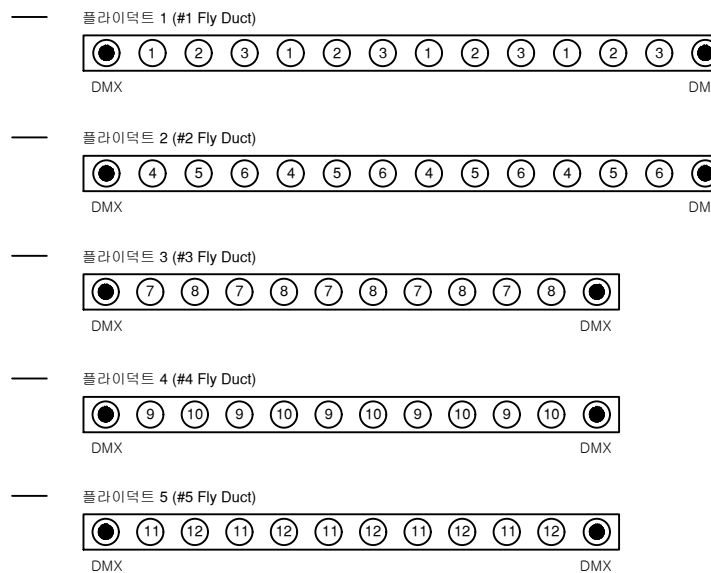 플라이덕트 1 (#1 Fly Duct)
1 2 3 1 2 3 1 2 3 1 2 3
DMX DM
플라이덕트 2 (#2 Fly Duct)
4 5 6 4 5 6 4 5 6 4 5 6
DMX DM
플라이덕트 3 (#3 Fly Duct)
7 8 7 8 7 8 7 8 7 8
DMX DMX
플라이덕트 4 (#4 Fly Duct)
9 10 9 10 9 10 9 10 9 10
DMX DMX
플라이덕트 5 (#5 Fly Duct)
11 12 11 12 11 12 11 12 11 12
DMX DMX